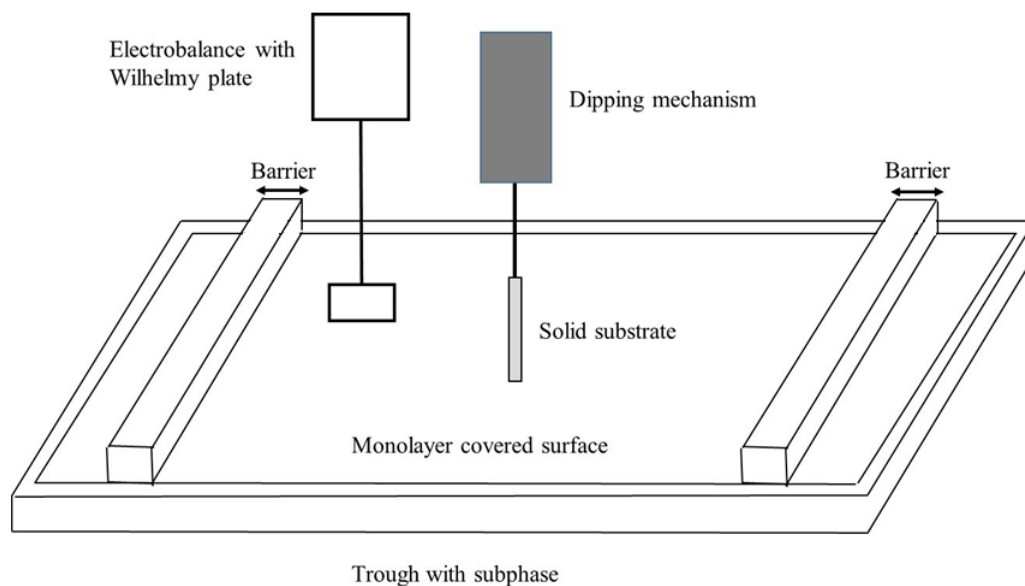 Electrobalance with
Wilhelmy plate
Dipping mechanism
Barrier
Barrier
Solid substrate
Monolayer covered surface
Trough with subphase